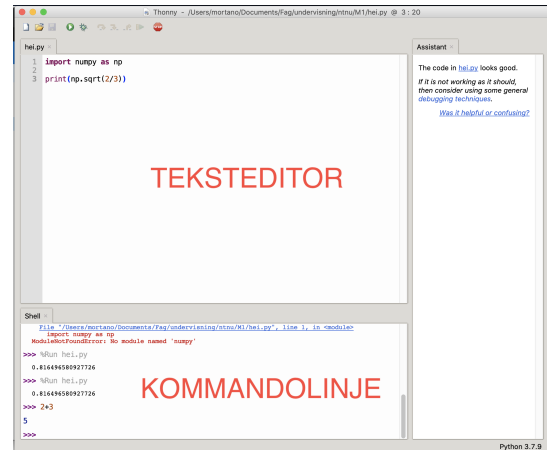 Thonny - /Users/mortano/Documents/Fag/undervisning/ntnu/M1/hei.py @ 3 : 20
hei.py
1 import numpy as np
2
3 print(np.sqrt(2/3))
TEKSTEDITOR
Assistant
The code in hei.py looks good.
If it is not working as it should,
then consider using some general
debugging techniques.
Was it helpful or confusing?
Shell
File "/Users/mortano/Documents/Fag/undervisning/ntnu/M1/hei.py", line 1, in <module>
import numpy as np
ModuleNotFoundError: No module named 'numpy'
>>> %Run hei.py
0.816496580927726
>>> %Run hei.py
0.816496580927726
>>> 2+3
5
>>>
KOMMANDOLINJE
Python 3.7.9